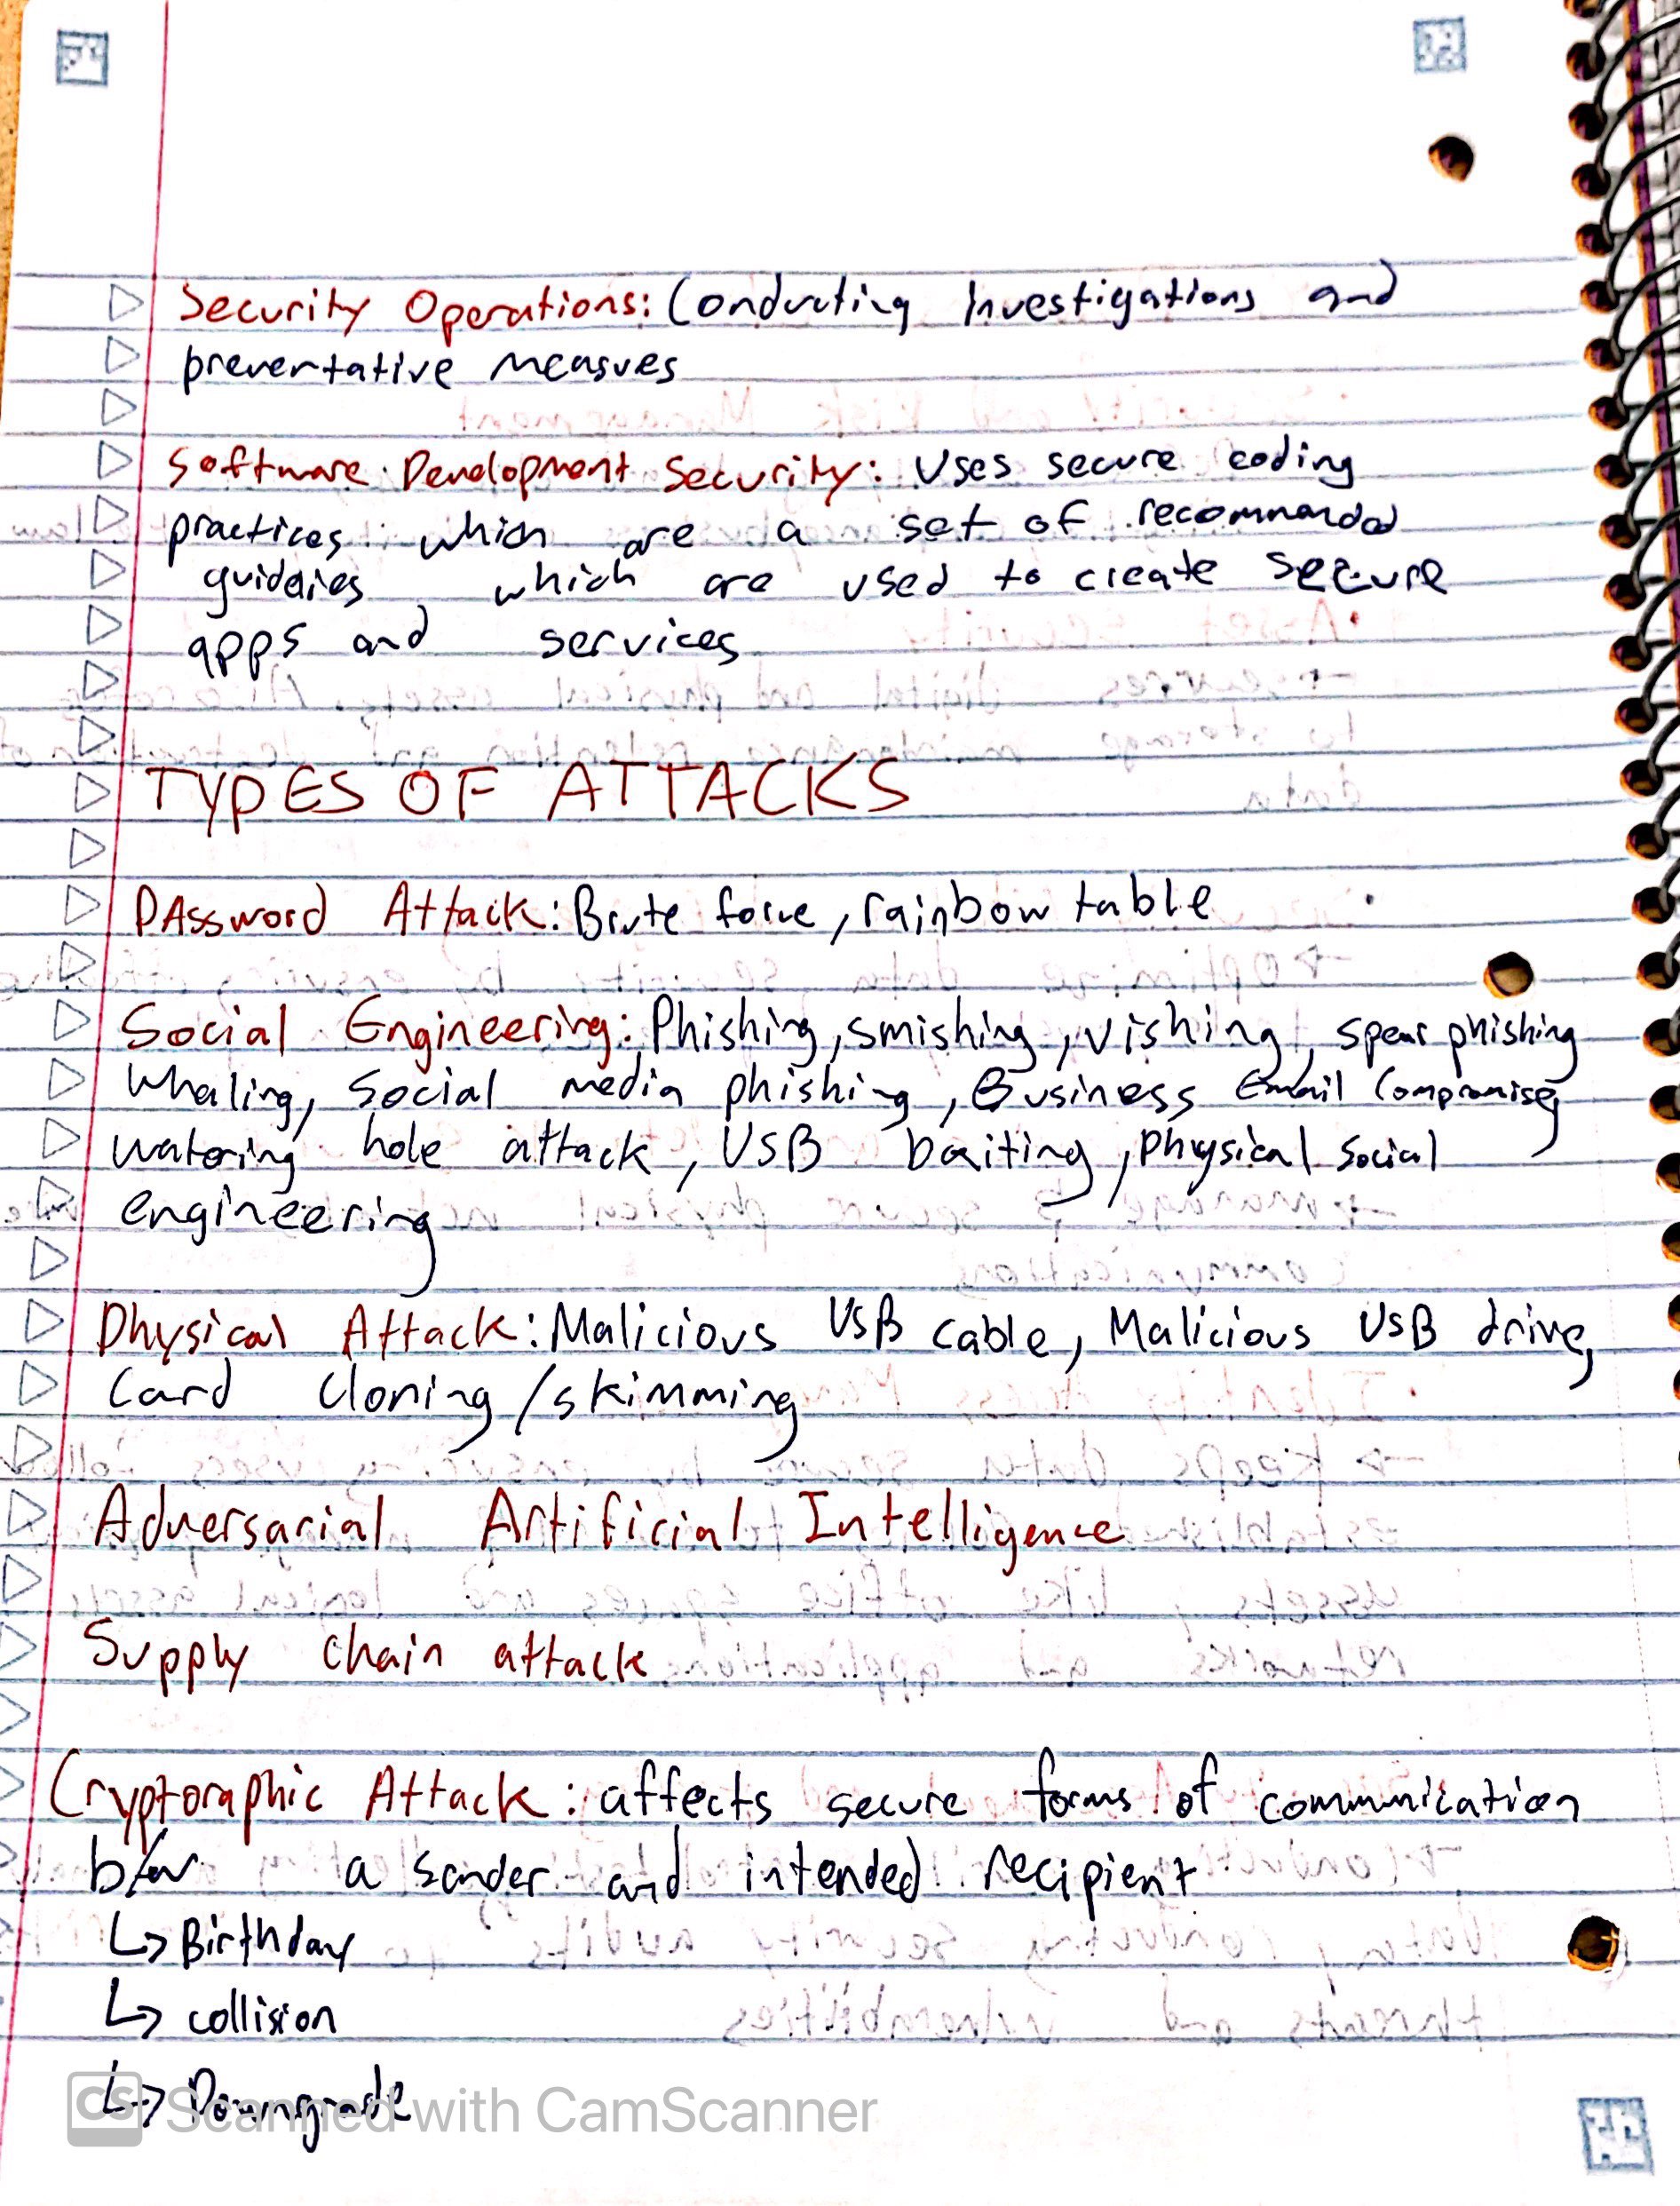 Security Operations: Conducting Investigations and
preventative measures
Software Development Security: Uses secure coding
practices which are a set of recommended
which are used to create secure
apps and services
TYPES OF ATTACKS
PAssword Attack: Brute force, rainbow table
Social Engineering: Phishing, smishing, vishing, spear phishing
whaling, social media phishing, Business Email Compromise,
watering hole attack, USB baiting, physical social
engineering
Physical Attack: Malicious USB cable, Malicious USB drive,
Card cloning/skimming
Adversarial Artificial Intelligence
Supply chain attack
Cryptoraphic Attack: affects secure forms of communication
b/w a sender and intended recipient
↳ Birthday
↳ collision
↳ Downgrade
CS Scanned with CamScanner